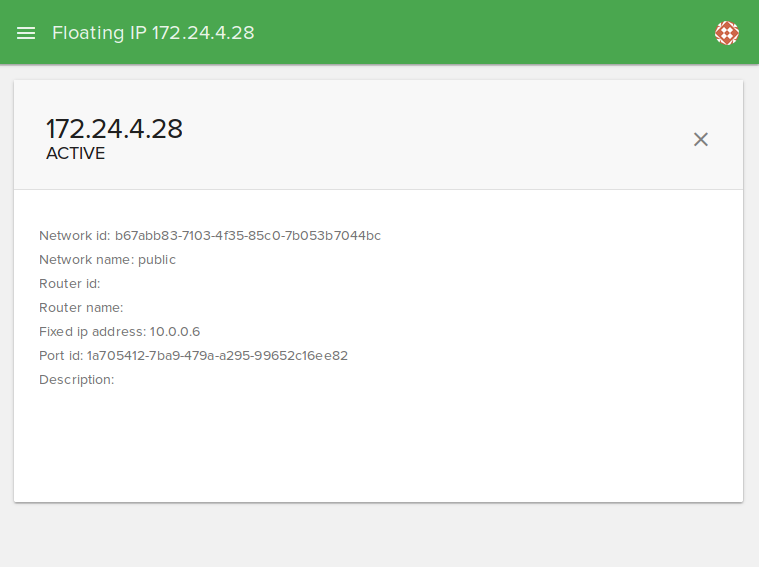 Floating IP 172.24.4.28
172.24.4.28
ACTIVE
Network id: b67abb83-7103-4f35-85c0-7b053b7044bc
Network name: public
Router id:
Router name:
Fixed ip address: 10.0.0.6
Port id: 1a705412-7ba9-479a-a295-99652c16ee82
Description: